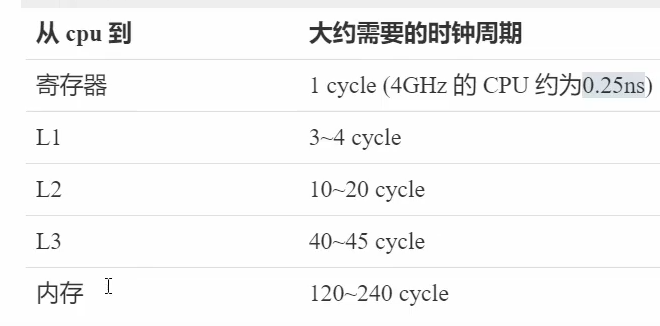 从 cpu 到 大约需要的时钟周期
寄存器 1 cycle (4GHz 的 CPU 约为0.25ns)
L1 3~4 cycle
L2 10~20 cycle
L3 40~45 cycle
内存 120~240 cycle